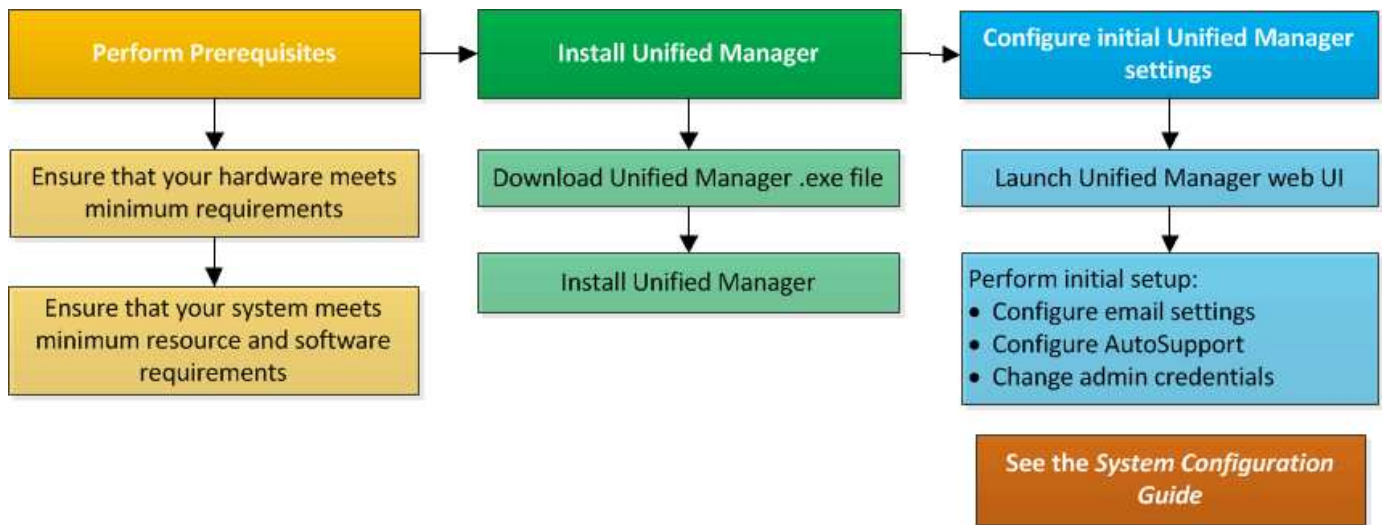 Perform Prerequisites
Install Unified Manager
Configure initial Unified Manager
settings
Ensure that your hardware meets
minimum requirements
Ensure that your system meets
minimum resource and software
requirements
Download Unified Manager .exe file
Install Unified Manager
Launch Unified Manager web UI
Perform initial setup:
• Configure email settings
• Configure AutoSupport
• Change admin credentials
See the System Configuration
Guide